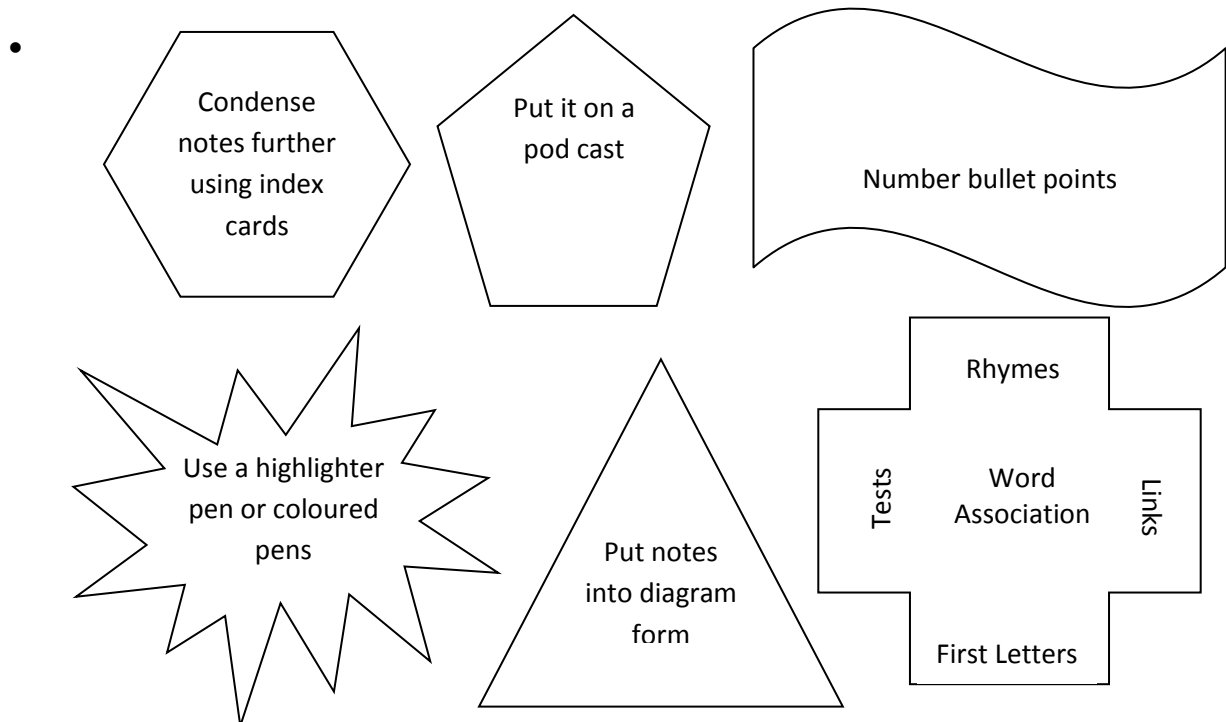 Condense
notes further
using index
cards
Put it on a
pod cast
Number bullet points
Use a highlighter
pen or coloured
pens
Put notes
into diagram
form
Rhymes
Tests
Word
Association
Links
First Letters